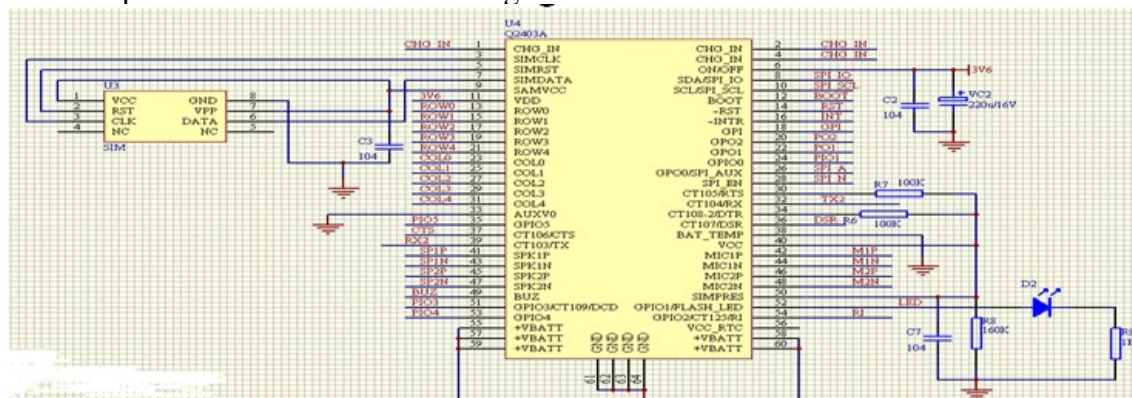 U4
Q2403A
CHG_IN 1 CHG_IN CHG_IN 2 CHG_IN
3 SIMCLK CHG_IN 4 CHG_IN
5 SIMRST ON/OFF 6
7 SIMDATA SDA/SPI_IO 8 SPI_IO 3V6
9 SAMVCC SCL/SPI_SCL 10 SPI_SCL
3V6 11 VDD BOOT 12 BOOT
ROW0 13 ROW0 -RST 14 RST
ROW1 15 ROW1 -INTR 16 INT
ROW2 17 ROW2 GPI 18 GPI
ROW3 19 ROW3 GPO2 20 PO2
ROW4 21 ROW4 GPO1 22 PO1
COL0 23 COL0 GPIO0 24 PIO1
COL1 25 COL1 GPO0/SPI_AUX 26 SPI_A
COL2 27 COL2 SPI_EN 28 SPI_N
COL3 29 COL3 CT105/RTS 30
COL4 31 COL4 CT104/RX 32 TX2
33 AUXV0 CT108-2/DTR 34
PIO5 35 GPIO5 CT107/DSR 36 DSR
CTS 37 CT106/CTS BAT_TEMP 38
RX2 39 CT103/TX VCC 40
SP1P 41 SPK1P MIC1P 42 M1P
SP1N 43 SPK1N MIC1N 44 M1N
SP2P 45 SPK2P MIC2P 46 M2P
SP2N 47 SPK2N MIC2N 48 M2N
BUZ 49 BUZ SIMPRES 50
PIO3 51 GPIO3/CT109/DCD GPIO1/FLASH_LED 52 LED
PIO4 53 GPIO4 GPIO2/CT125/RI 54 RI
55 +VBATT VCC_RTC 56
57 +VBATT +VBATT 58
59 +VBATT +VBATT 60
GND GND GND GND
61 62 63 64
U3
1 VCC GND 8
2 RST VPP 7
3 CLK DATA 6
4 NC NC 5
SIM
C3
104
C2
104
VC2
220u/16V
R7 100K
R6
100K
D2
R8
160K
C7
104